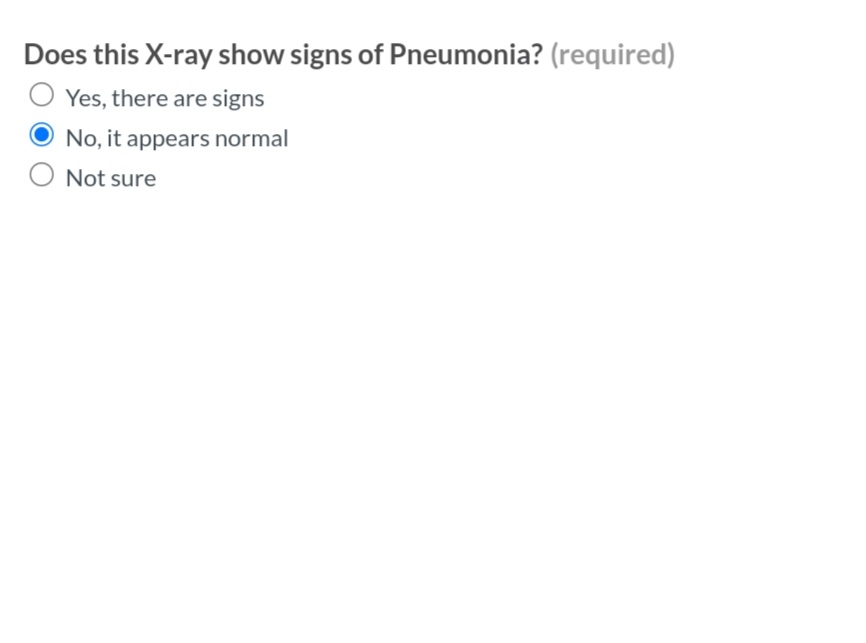 Does this X-ray show signs of Pneumonia? (required)
Yes, there are signs
No, it appears normal
Not sure